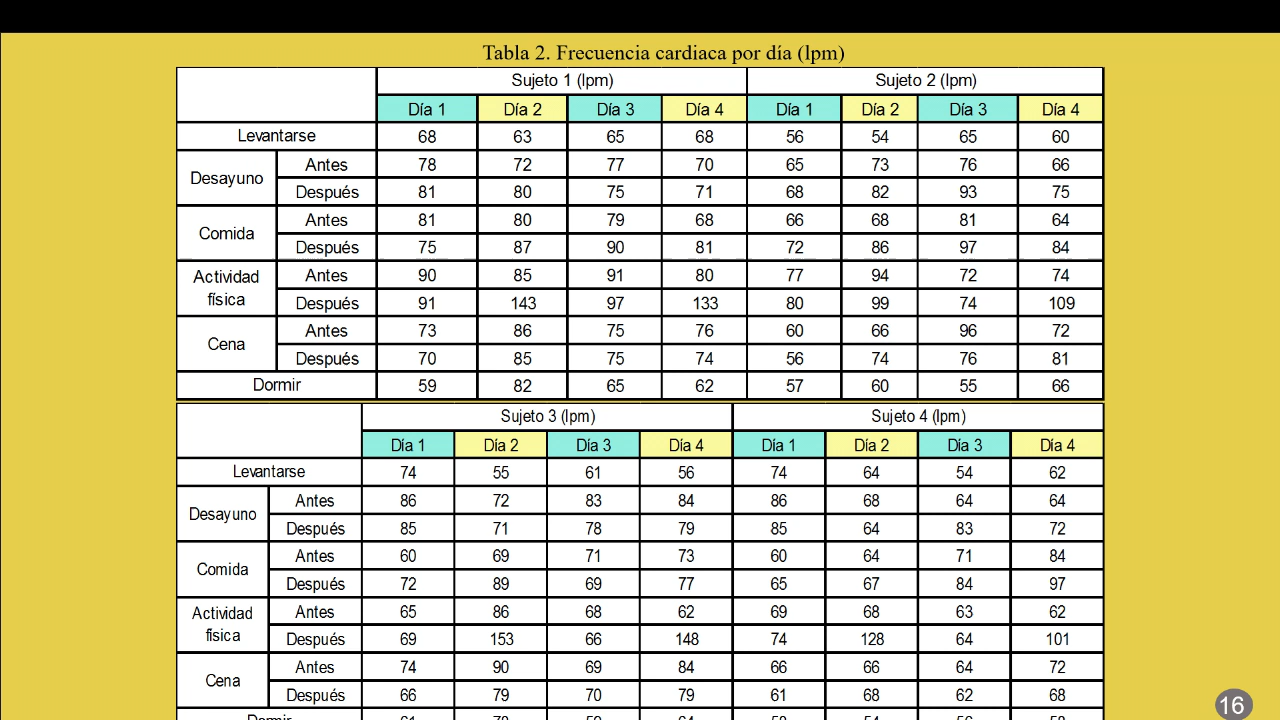 Tabla 2. Frecuencia cardiaca por día (lpm)
Sujeto 1 (lpm) Sujeto 2 (lpm)
Día 1 Día 2 Día 3 Día 4 Día 1 Día 2 Día 3 Día 4
Levantarse 68 63 65 68 56 54 65 60
Desayuno Antes 78 72 77 70 65 73 76 66
Después 81 80 75 71 68 82 93 75
Comida Antes 81 80 79 68 66 68 81 64
Después 75 87 90 81 72 86 97 84
Actividad física Antes 90 85 91 80 77 94 72 74
Después 91 143 97 133 80 99 74 109
Cena Antes 73 86 75 76 60 66 96 72
Después 70 85 75 74 56 74 76 81
Dormir 59 82 65 62 57 60 55 66
Sujeto 3 (lpm) Sujeto 4 (lpm)
Día 1 Día 2 Día 3 Día 4 Día 1 Día 2 Día 3 Día 4
Levantarse 74 55 61 56 74 64 54 62
Desayuno Antes 86 72 83 84 86 68 64 64
Después 85 71 78 79 85 64 83 72
Comida Antes 60 69 71 73 60 64 71 84
Después 72 89 69 77 65 67 84 97
Actividad física Antes 65 86 68 62 69 68 63 62
Después 69 153 66 148 74 128 64 101
Cena Antes 74 90 69 84 66 66 64 72
Después 66 79 70 79 61 68 62 68
Dormir
16